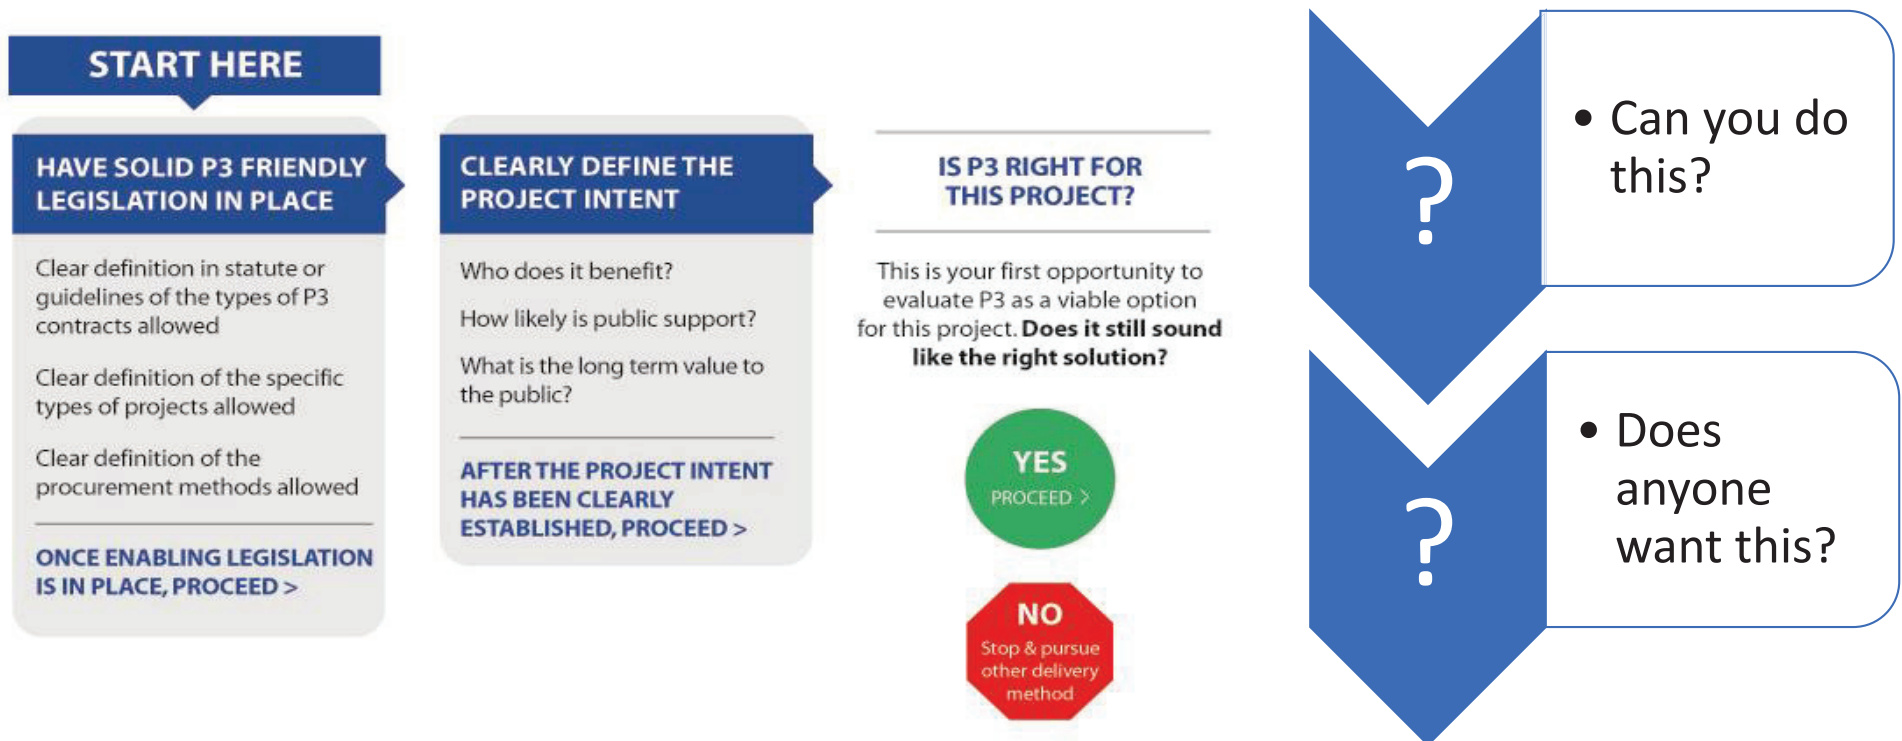 START HERE
HAVE SOLID P3 FRIENDLY
LEGISLATION IN PLACE
Clear definition in statute or
guidelines of the types of P3
contracts allowed
Clear definition of the specific
types of projects allowed
Clear definition of the
procurement methods allowed
ONCE ENABLING LEGISLATION
IS IN PLACE, PROCEED >
CLEARLY DEFINE THE
PROJECT INTENT
Who does it benefit?
How likely is public support?
What is the long term value to
the public?
AFTER THE PROJECT INTENT
HAS BEEN CLEARLY
ESTABLISHED, PROCEED >
IS P3 RIGHT FOR
THIS PROJECT?
This is your first opportunity to
evaluate P3 as a viable option
for this project. Does it still sound
like the right solution?
YES
PROCEED >
NO
Stop & pursue
other delivery
method
?
• Can you do
this?
?
• Does
anyone
want this?